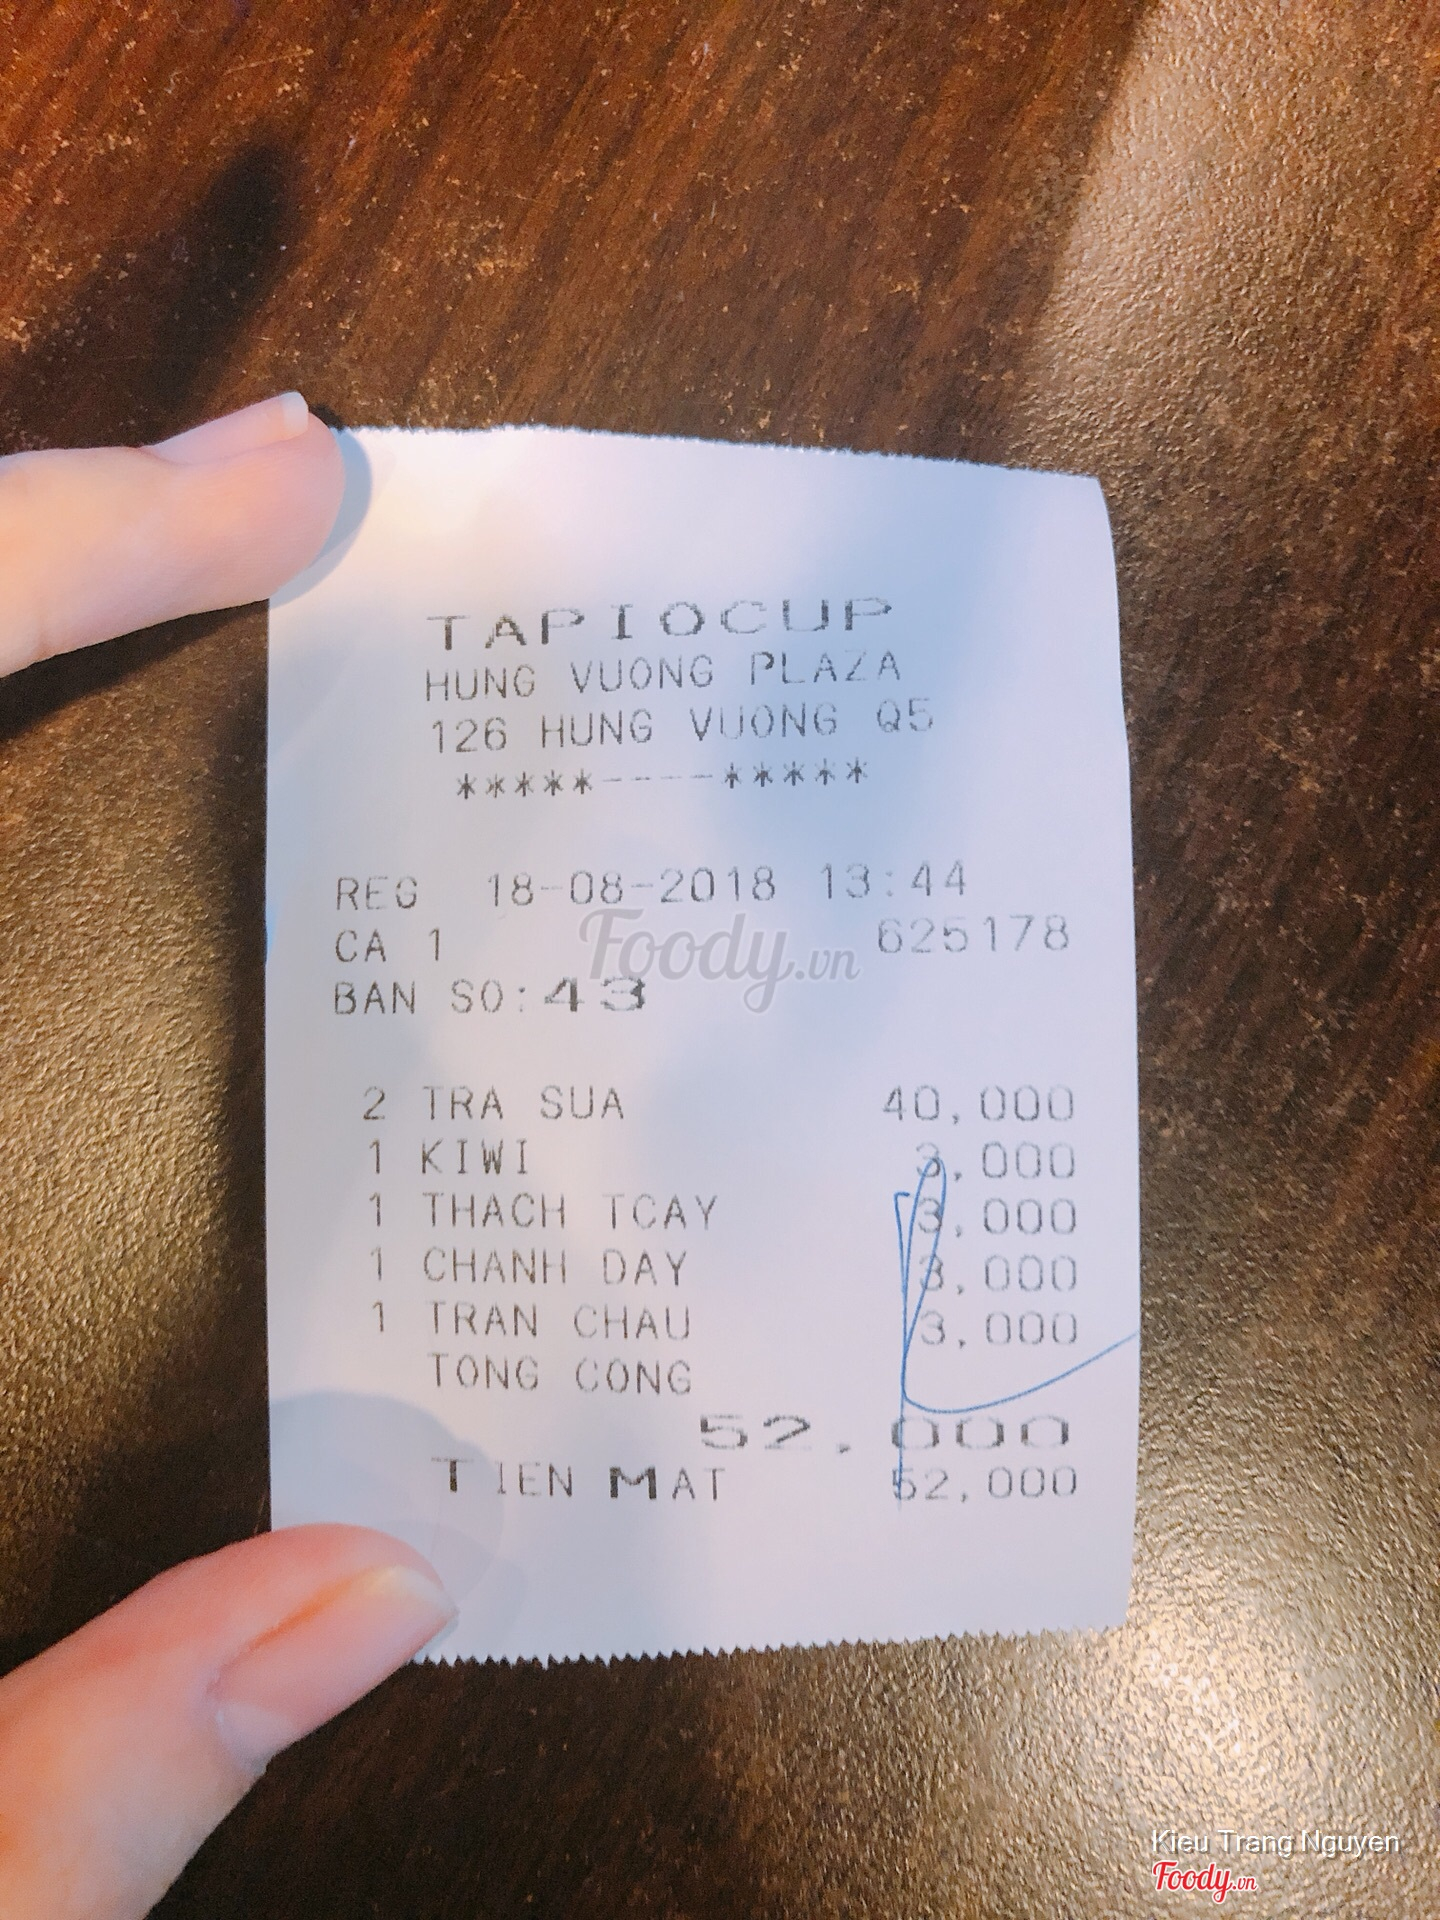 TAPIOCUP
HUNG VUONG PLAZA
126 HUNG VUONG Q5
*****----*****
REG 18-08-2018 13:44
CA 1 625178
BAN SO:43
2 TRA SUA 40,000
1 KIWI 3,000
1 THACH TCAY 3,000
1 CHANH DAY 3,000
1 TRAN CHAU 3,000
TONG CONG
52,000
TIEN MAT 52,000
Foody.vn
Kieu Trang Nguyen
Foody.vn